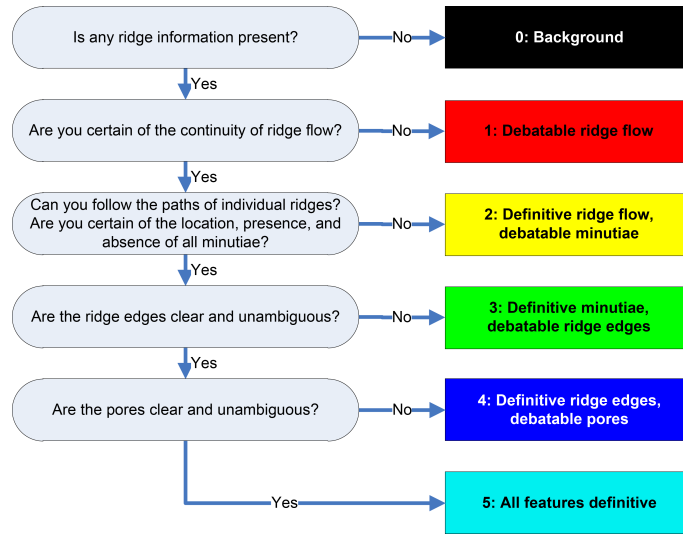 Is any ridge information present?
No
0: Background
Yes
Are you certain of the continuity of ridge flow?
No
1: Debatable ridge flow
Yes
Can you follow the paths of individual ridges?
Are you certain of the location, presence, and
absence of all minutiae?
No
2: Definitive ridge flow,
debatable minutiae
Yes
Are the ridge edges clear and unambiguous?
No
3: Definitive minutiae,
debatable ridge edges
Yes
Are the pores clear and unambiguous?
No
4: Definitive ridge edges,
debatable pores
Yes
5: All features definitive